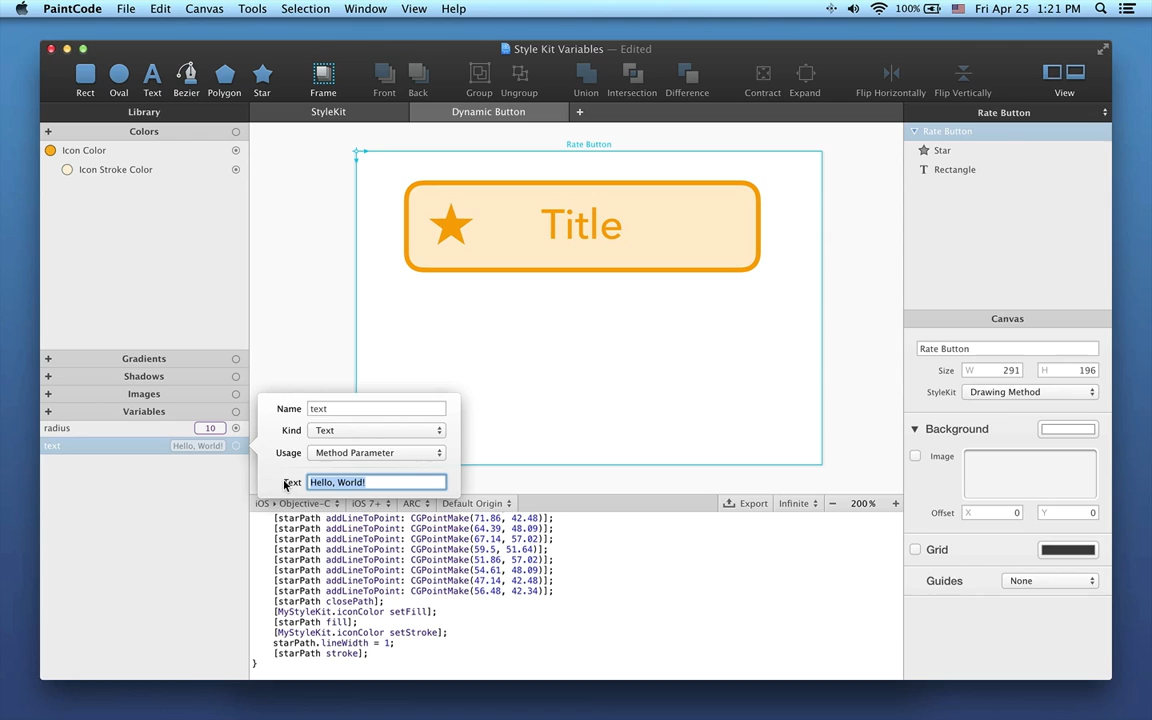 PaintCode File Edit Canvas Tools Selection Window View Help 100% Fri Apr 25 1:21 PM
Style Kit Variables — Edited
Rect Oval Text Bezier Polygon Star Frame Front Back Group Ungroup Union Intersection Difference Contract Expand Flip Horizontally Flip Vertically View
Library StyleKit Dynamic Button + Rate Button
+ Colors
Icon Color
Icon Stroke Color
+ Gradients
+ Shadows
+ Images
+ Variables
radius 10
text Hello, World!
Rate Button
Title
Name text
Kind Text
Usage Method Parameter
Text Hello, World!
iOS ▸ Objective-C iOS 7+ ARC Default Origin Export Infinite − 200% +
[starPath addLineToPoint: CGPointMake(71.86, 42.48)];
[starPath addLineToPoint: CGPointMake(64.39, 48.09)];
[starPath addLineToPoint: CGPointMake(67.14, 57.02)];
[starPath addLineToPoint: CGPointMake(59.5, 51.64)];
[starPath addLineToPoint: CGPointMake(51.86, 57.02)];
[starPath addLineToPoint: CGPointMake(54.61, 48.09)];
[starPath addLineToPoint: CGPointMake(47.14, 42.48)];
[starPath addLineToPoint: CGPointMake(56.48, 42.34)];
[starPath closePath];
[MyStyleKit.iconColor setFill];
[starPath fill];
[MyStyleKit.iconColor setStroke];
starPath.lineWidth = 1;
[starPath stroke];
}
Rate Button
Star
T Rectangle
Canvas
Rate Button
Size W 291 H 196
StyleKit Drawing Method
Background
Image
Offset X 0 Y 0
Grid
Guides None